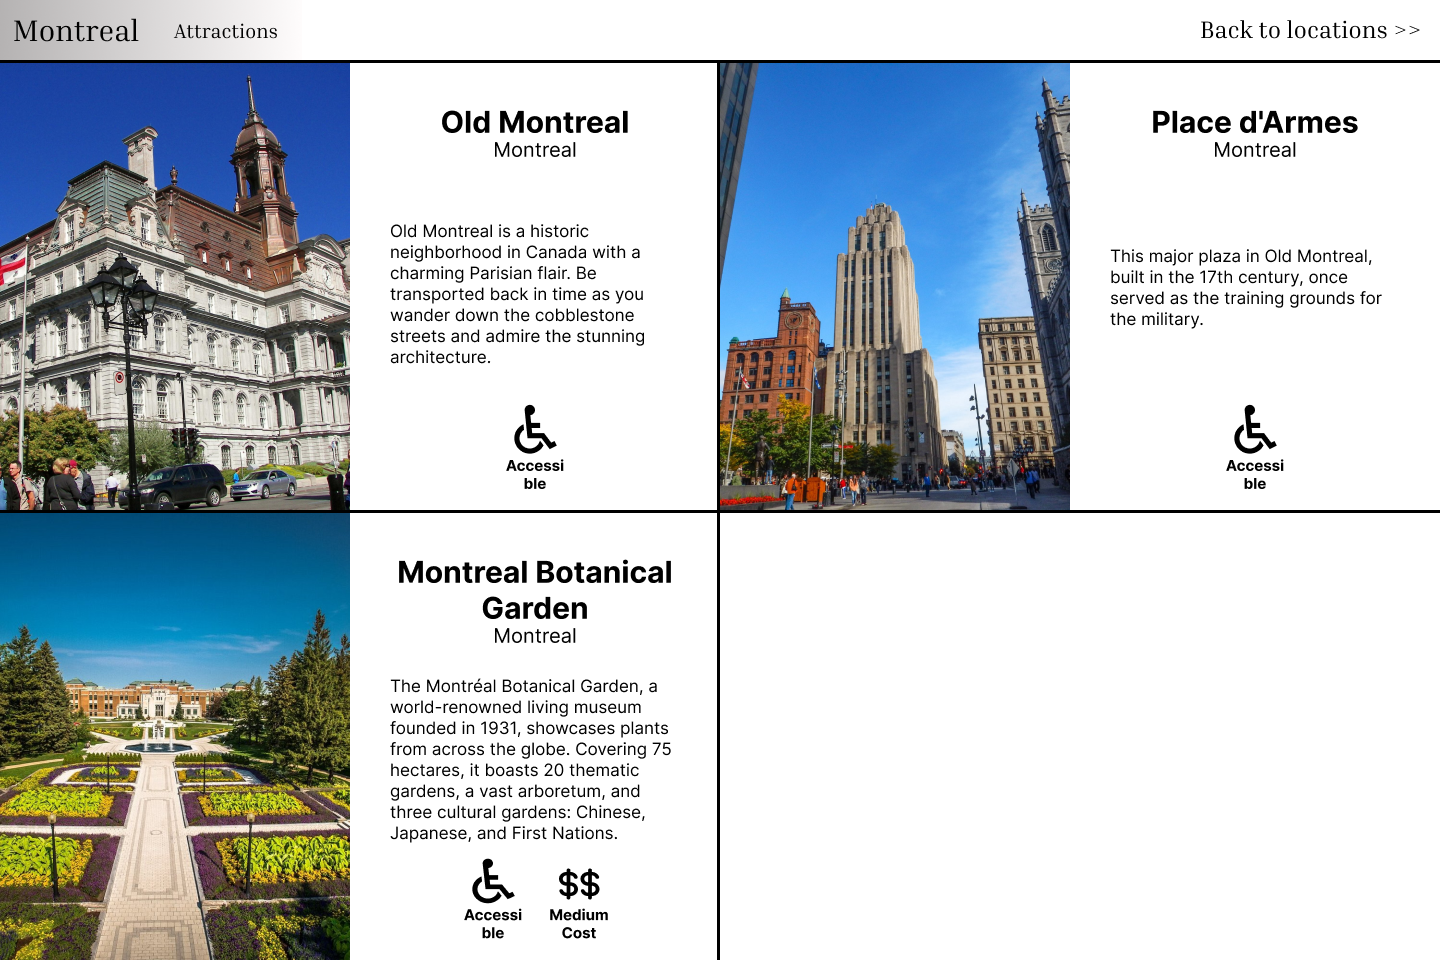 Montreal Attractions Back to locations >>
Old Montreal
Montreal
Old Montreal is a historic
neighborhood in Canada with a
charming Parisian flair. Be
transported back in time as you
wander down the cobblestone
streets and admire the stunning
architecture.
Accessi
ble
Place d'Armes
Montreal
This major plaza in Old Montreal,
built in the 17th century, once
served as the training grounds for
the military.
Accessi
ble
Montreal Botanical
Garden
Montreal
The Montréal Botanical Garden, a
world-renowned living museum
founded in 1931, showcases plants
from across the globe. Covering 75
hectares, it boasts 20 thematic
gardens, a vast arboretum, and
three cultural gardens: Chinese,
Japanese, and First Nations.
$$
Accessi
ble
Medium
Cost